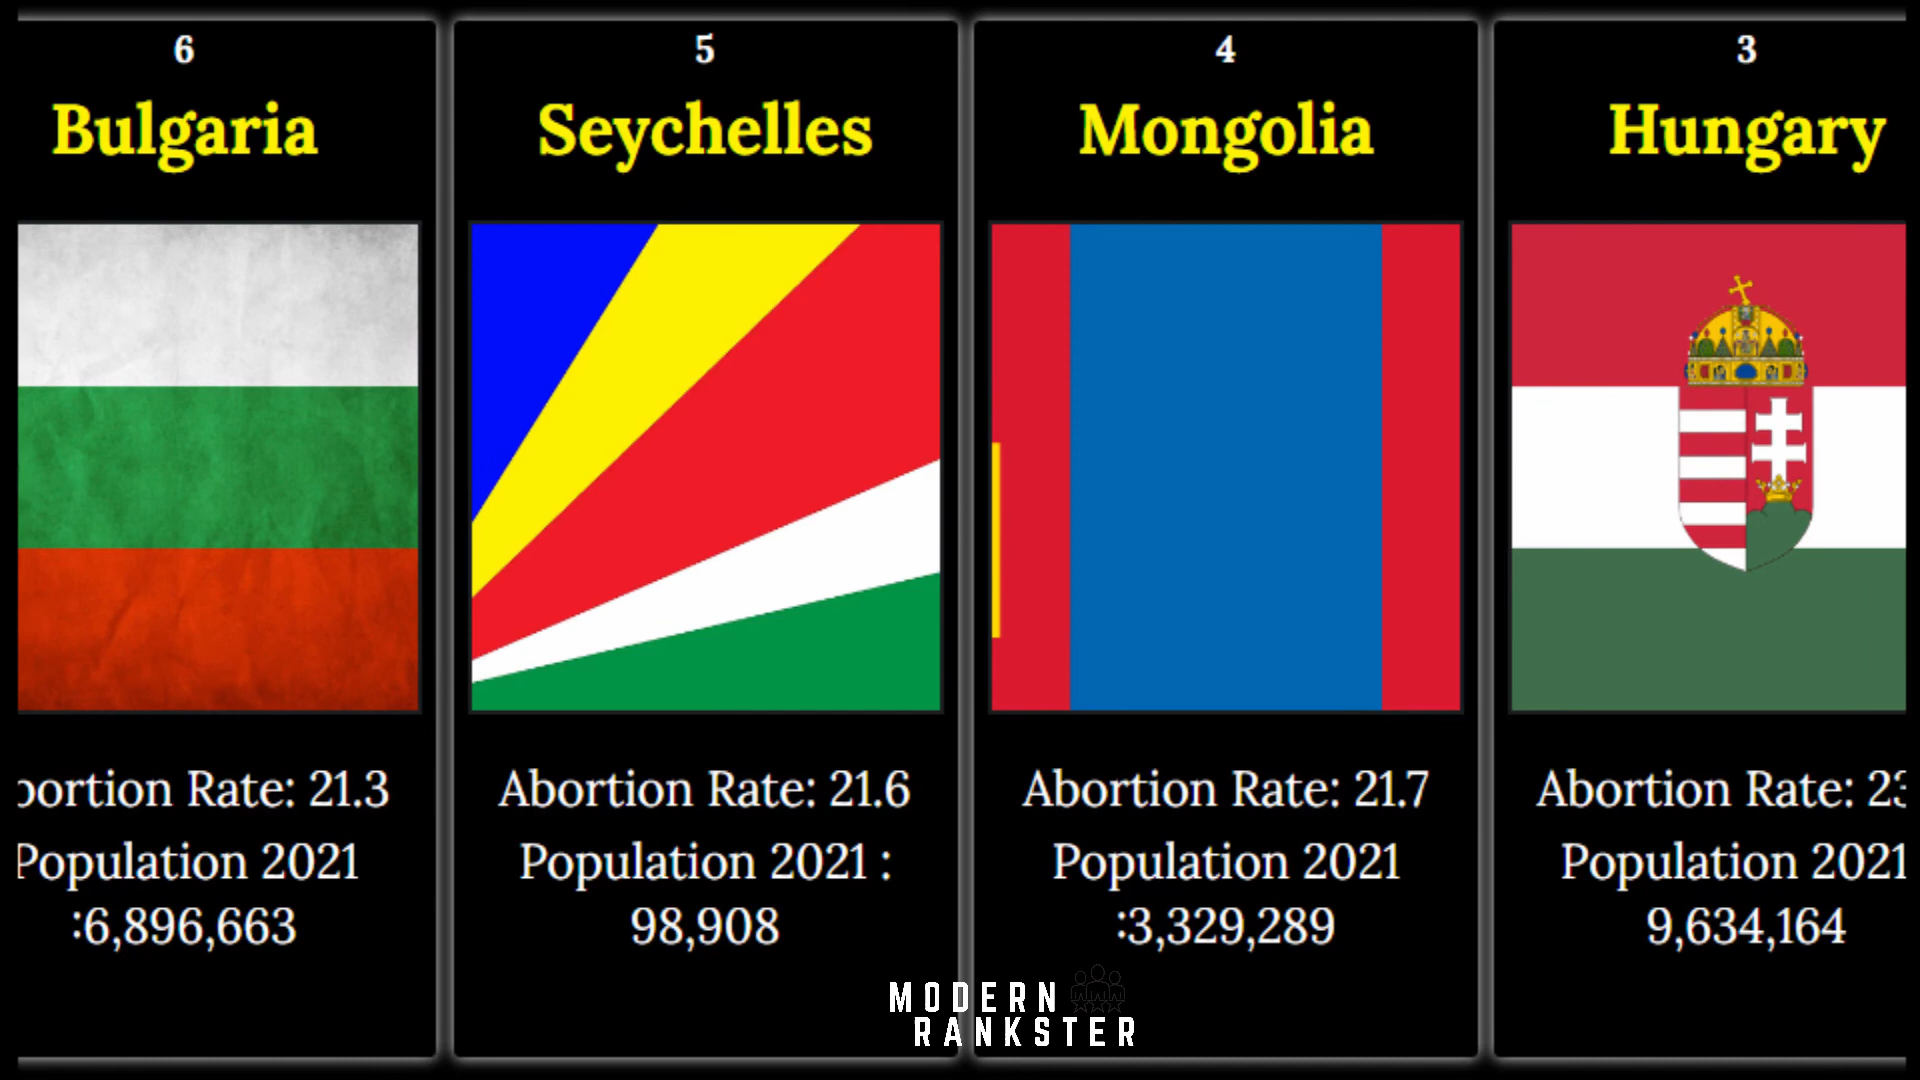 6
Bulgaria
Abortion Rate: 21.3
Population 2021
:6,896,663
5
Seychelles
Abortion Rate: 21.6
Population 2021 :
98,908
4
Mongolia
Abortion Rate: 21.7
Population 2021
:3,329,289
3
Hungary
Abortion Rate:
Population 2021
9,634,164
MODERN
RANKSTER